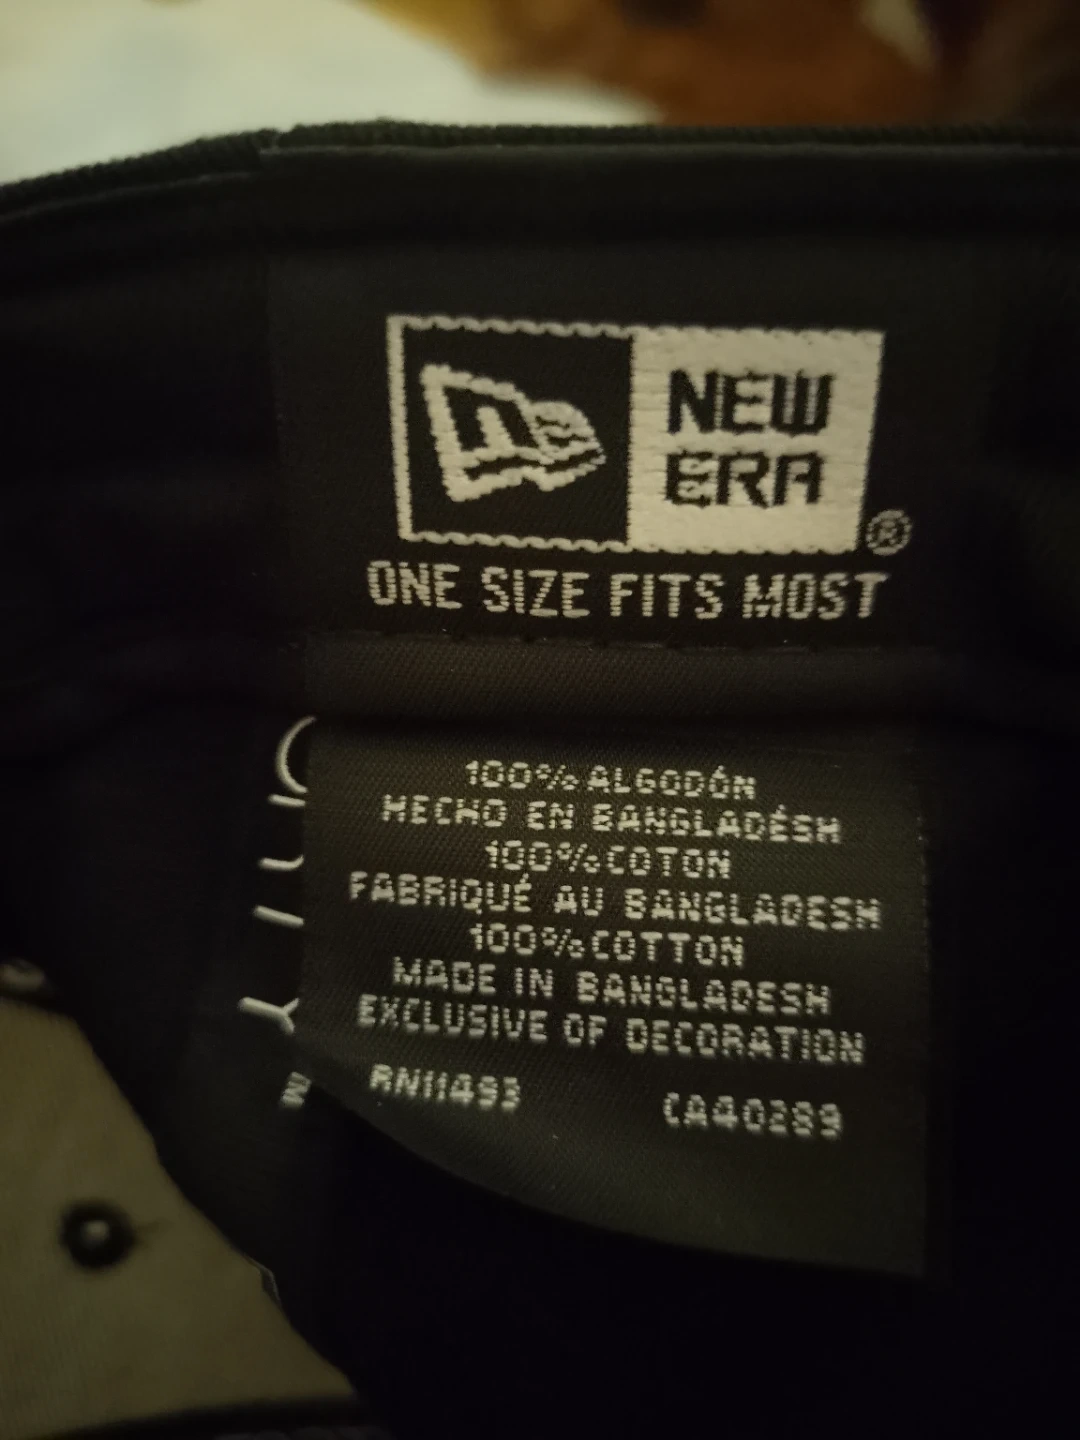 NEW
ERA
®
ONE SIZE FITS MOST
100% ALGODÓN
HECHO EN BANGLADÉSH
100% COTON
FABRIQUÉ AU BANGLADESH
100% COTTON
MADE IN BANGLADESH
EXCLUSIVE OF DECORATION
RN11493 CA40289